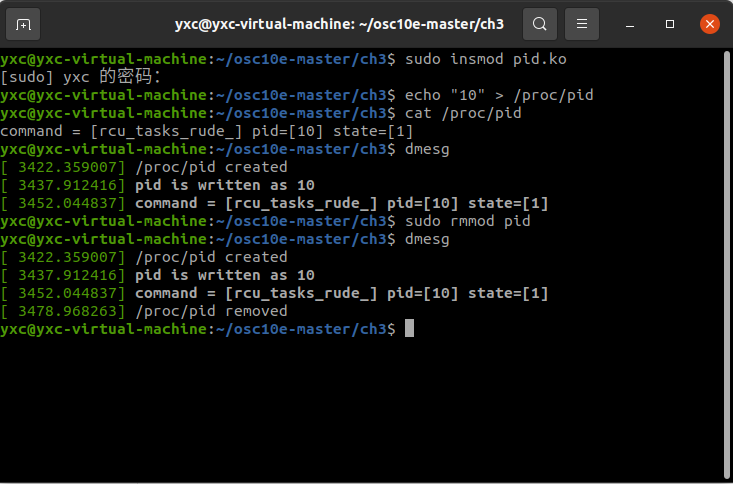 yxc@yxc-virtual-machine: ~/osc10e-master/ch3
yxc@yxc-virtual-machine:~/osc10e-master/ch3$ sudo insmod pid.ko
[sudo] yxc 的密码：
yxc@yxc-virtual-machine:~/osc10e-master/ch3$ echo "10" > /proc/pid
yxc@yxc-virtual-machine:~/osc10e-master/ch3$ cat /proc/pid
command = [rcu_tasks_rude_] pid=[10] state=[1]
yxc@yxc-virtual-machine:~/osc10e-master/ch3$ dmesg
[ 3422.359007] /proc/pid created
[ 3437.912416] pid is written as 10
[ 3452.044837] command = [rcu_tasks_rude_] pid=[10] state=[1]
yxc@yxc-virtual-machine:~/osc10e-master/ch3$ sudo rmmod pid
yxc@yxc-virtual-machine:~/osc10e-master/ch3$ dmesg
[ 3422.359007] /proc/pid created
[ 3437.912416] pid is written as 10
[ 3452.044837] command = [rcu_tasks_rude_] pid=[10] state=[1]
[ 3478.968263] /proc/pid removed
yxc@yxc-virtual-machine:~/osc10e-master/ch3$